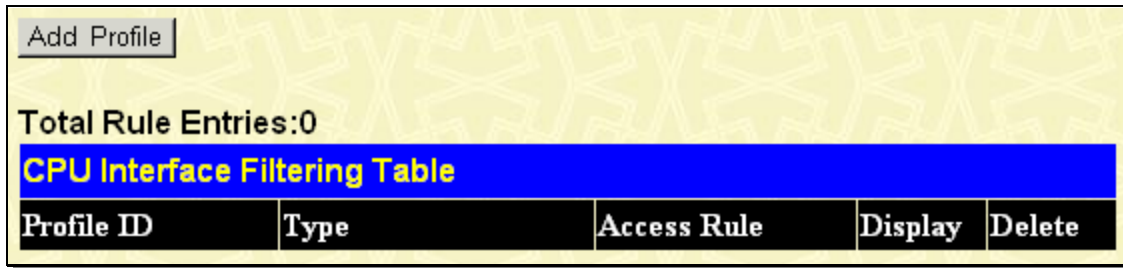 Add Profile
Total Rule Entries:0
CPU Interface Filtering Table
Profile ID Type Access Rule Display Delete